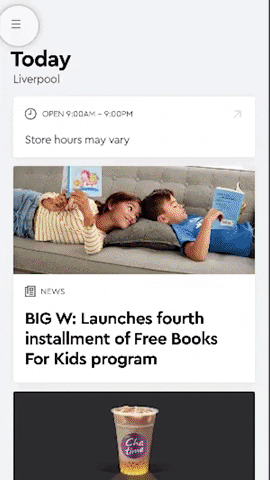 Today
Liverpool
OPEN 9:00AM – 9:00PM
Store hours may vary
NEWS
BIG W: Launches fourth
installment of Free Books
For Kids program
Cha
time